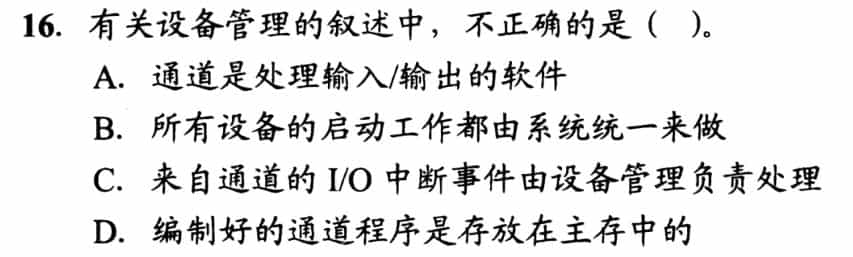 16. 有关设备管理的叙述中，不正确的是（ ）。
A. 通道是处理输入/输出的软件
B. 所有设备的启动工作都由系统统一来做
C. 来自通道的 I/O 中断事件由设备管理负责处理
D. 编制好的通道程序是存放在主存中的